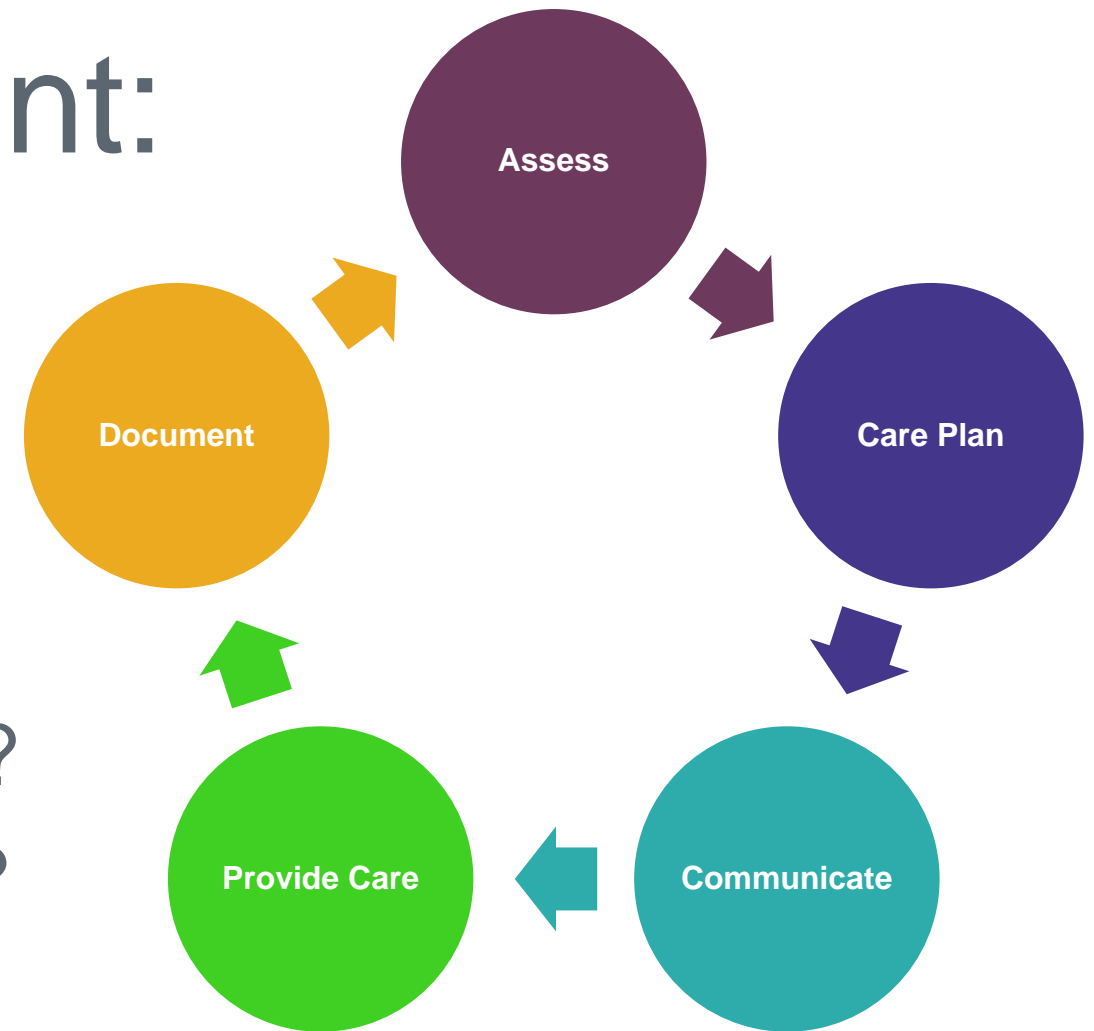 nt:
Assess
Care Plan
Communicate
Provide Care
Document
?